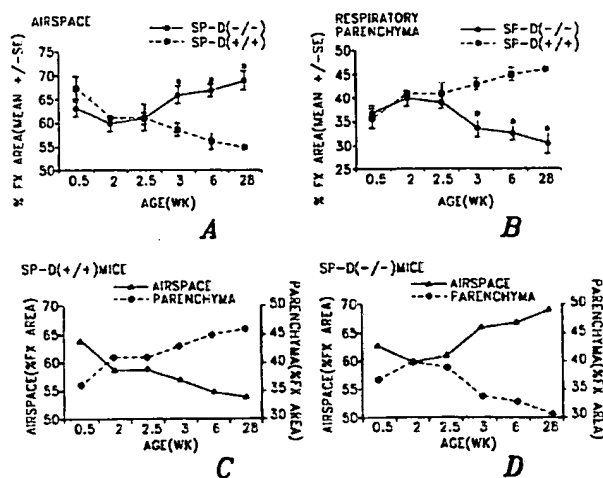 AIRSPACE
SP-D(-/-)
SP-D(+/+)
% FX AREA(MEAN +/-SE)
75
70
65
60
55
50
0.5 2 2.5 3 6 28
AGE(WK)
A
RESPIRATORY
PARENCHYMA
SP-D(-/-)
SP-D(+/+)
% FX AREA(MEAN +/-SE)
50
45
40
35
30
25
0.5 2 2.5 3 6 28
AGE(WK)
B
SP-D(+/+)MICE
AIRSPACE
PARENCHYMA
AIRSPACE(%FX AREA)
70
65
60
55
50
PARENCHYMA(%FX AREA)
50
45
40
35
30
0.5 2 2.5 3 6 28
AGE(WK)
C
SP-D(-/-)MICE
AIRSPACE
PARENCHYMA
AIRSPACE(%FX AREA)
70
65
60
55
50
PARENCHYMA(%FX AREA)
50
45
40
35
30
0.5 2 2.5 3 6 28
AGE(WK)
D